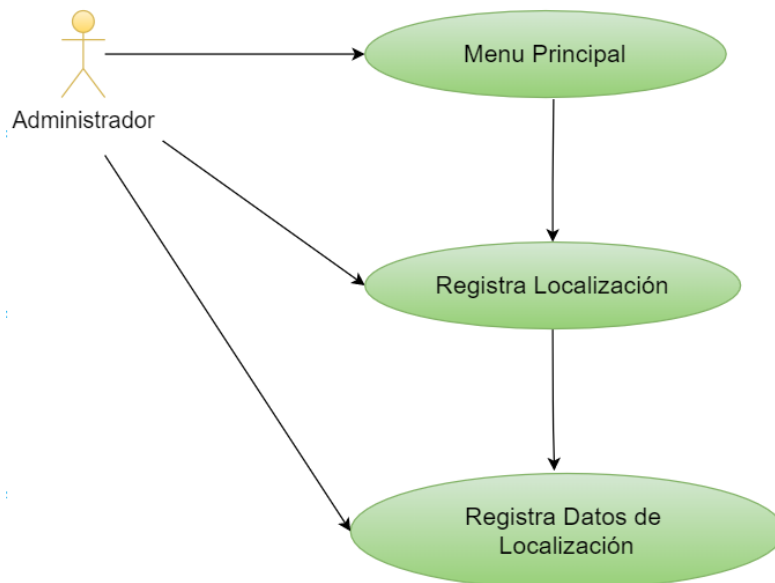 Menu Principal
Administrador
Registra Localización
Registra Datos de
Localización